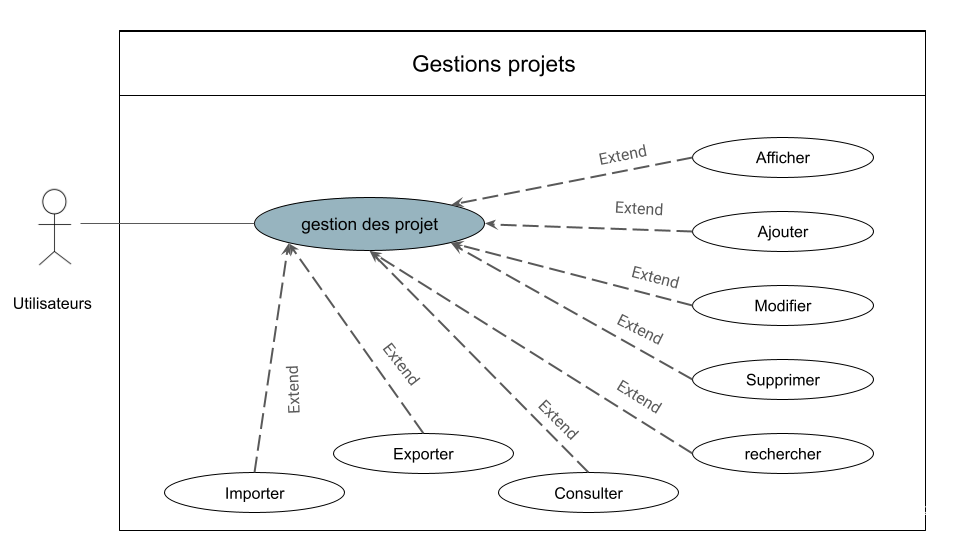 Gestions projets
Extend
Afficher
gestion des projet
Extend
Ajouter
Extend
Modifier
Utilisateurs
Extend
Supprimer
Extend
Extend
Extend
Extend
rechercher
Exporter
Importer
Consulter